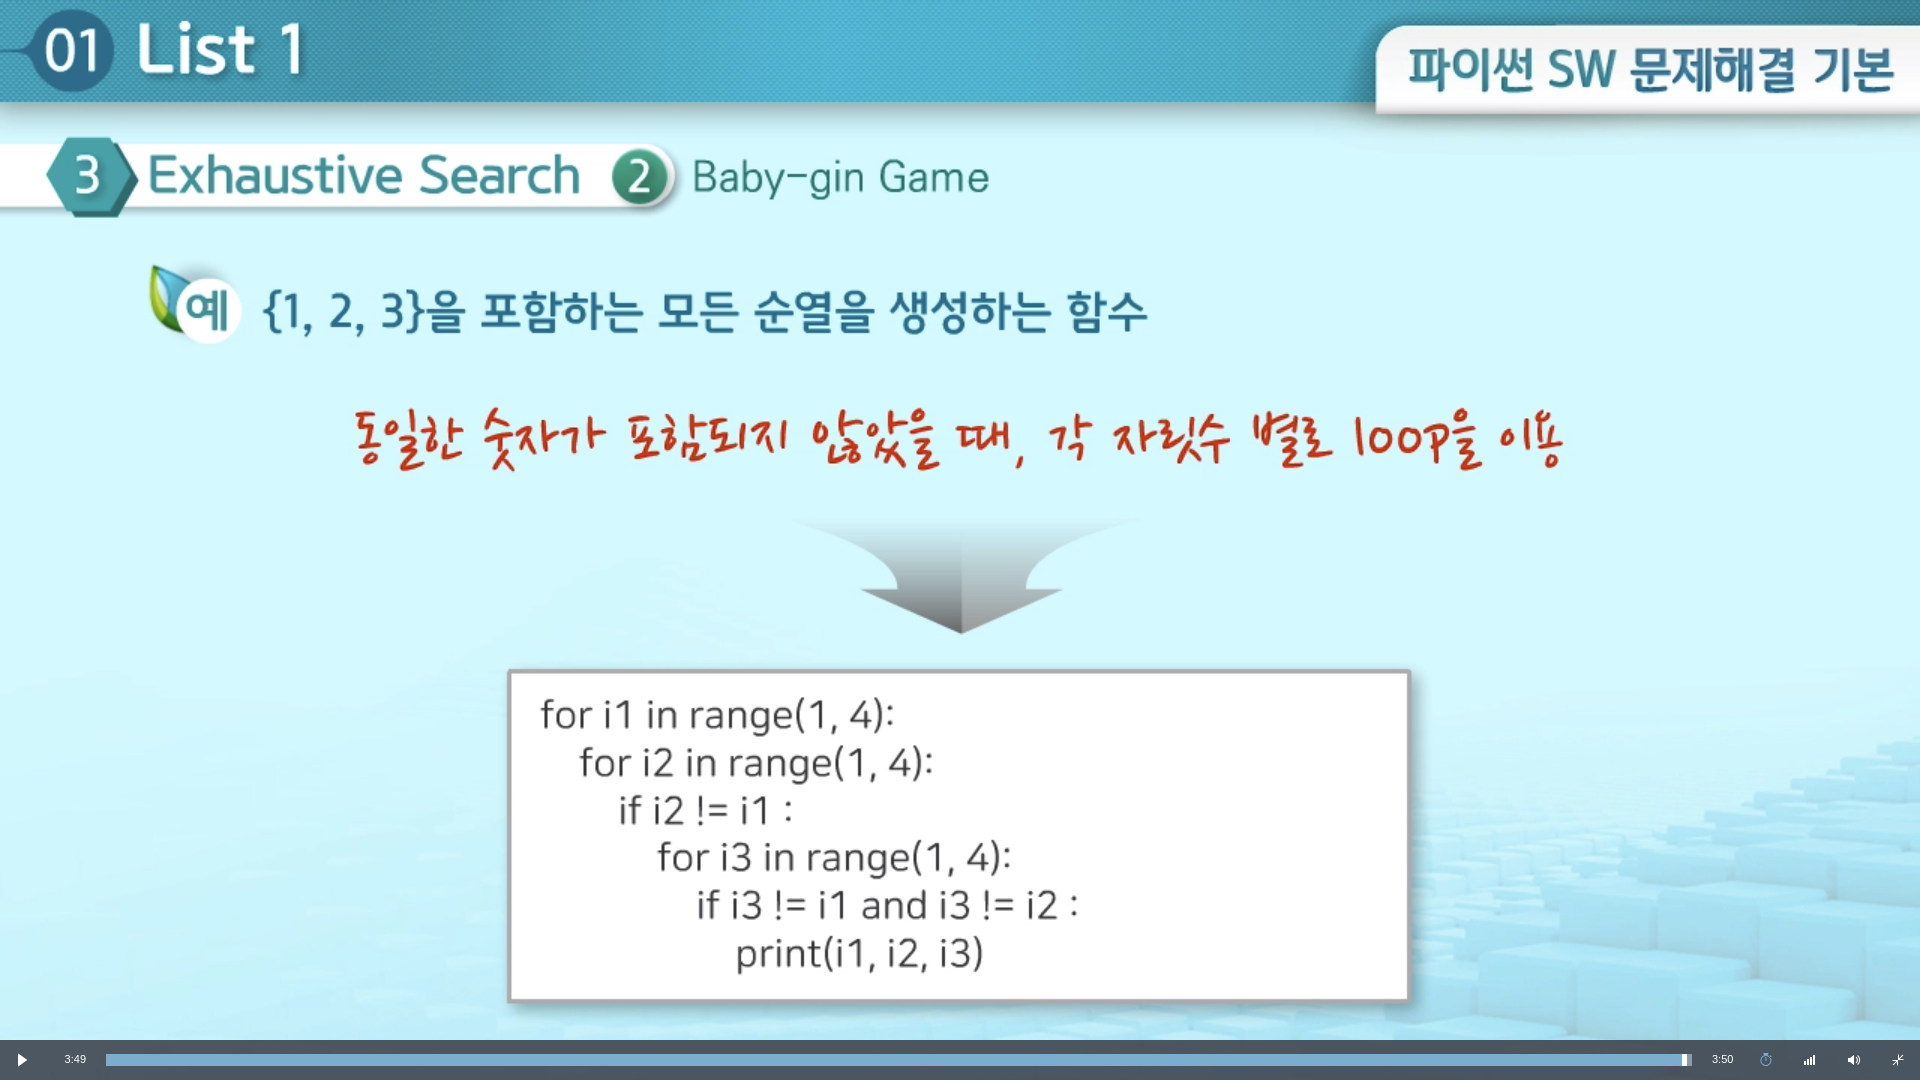 01 List 1
파이썬 SW 문제해결 기본
3 Exhaustive Search 2 Baby-gin Game
예 {1, 2, 3}을 포함하는 모든 순열을 생성하는 함수
동일한 숫자가 포함되지 않았을 때, 각 자릿수 별로 loop을 이용
for i1 in range(1, 4):
for i2 in range(1, 4):
if i2 != i1 :
for i3 in range(1, 4):
if i3 != i1 and i3 != i2 :
print(i1, i2, i3)
3:49 3:50